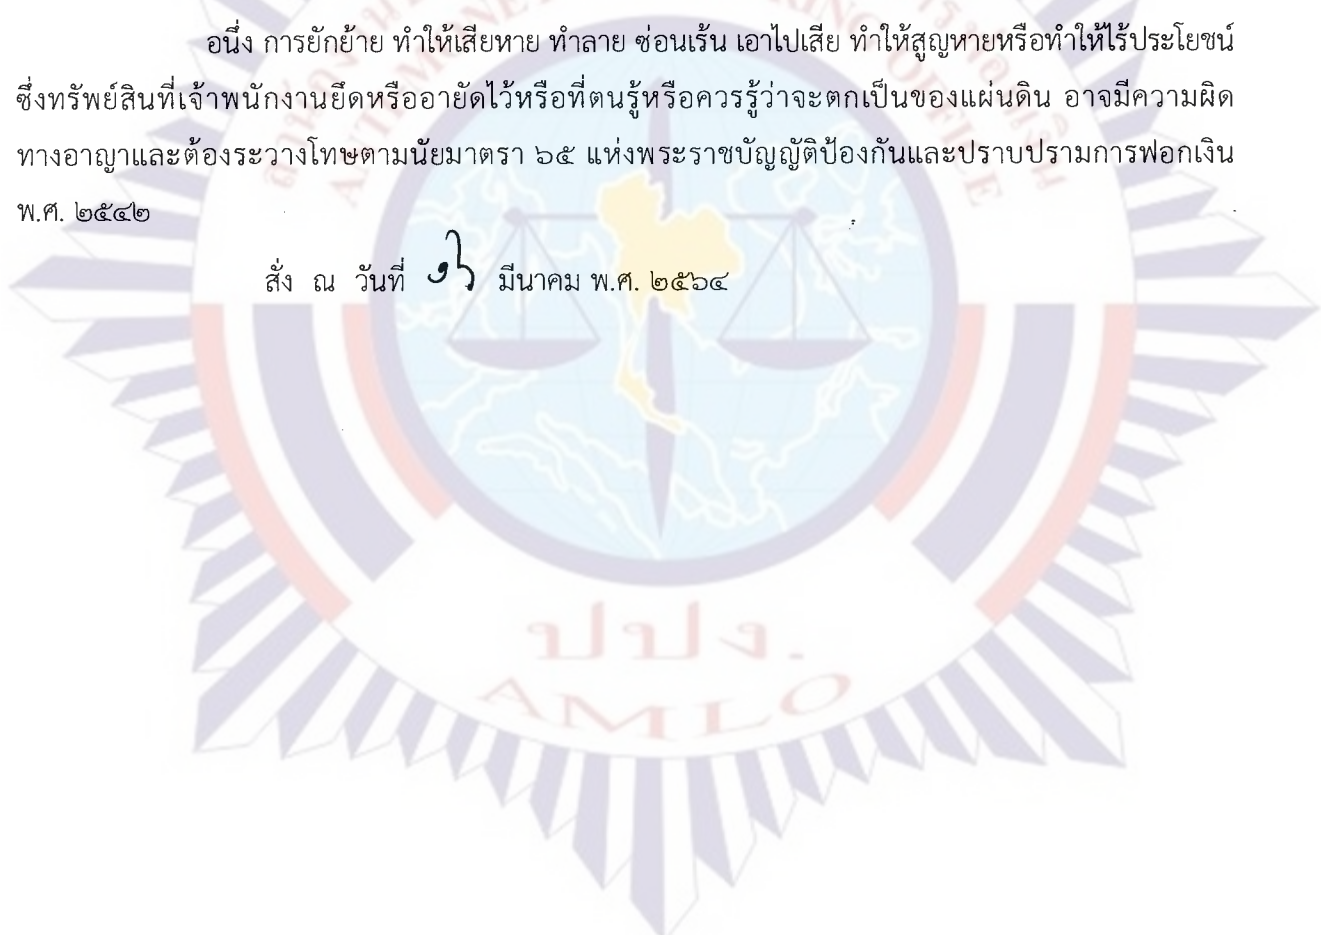 อนึ่ง การยักย้าย ทำให้เสียหาย ทำลาย ซ่อนเร้น เอาไปเสีย ทำให้สูญหายหรือทำให้ไร้ประโยชน์
ซึ่งทรัพย์สินที่เจ้าพนักงานยึดหรืออายัดไว้หรือที่ตนรู้หรือควรรู้ว่าจะตกเป็นของแผ่นดิน อาจมีความผิด
ทางอาญาและต้องระวางโทษตามนัยมาตรา ๖๕ แห่งพระราชบัญญัติป้องกันและปราบปรามการฟอกเงิน
พ.ศ. ๒๕๔๒
สั่ง ณ วันที่ มีนาคม พ.ศ. ๒๕๖๔
ปปง.
AMLO